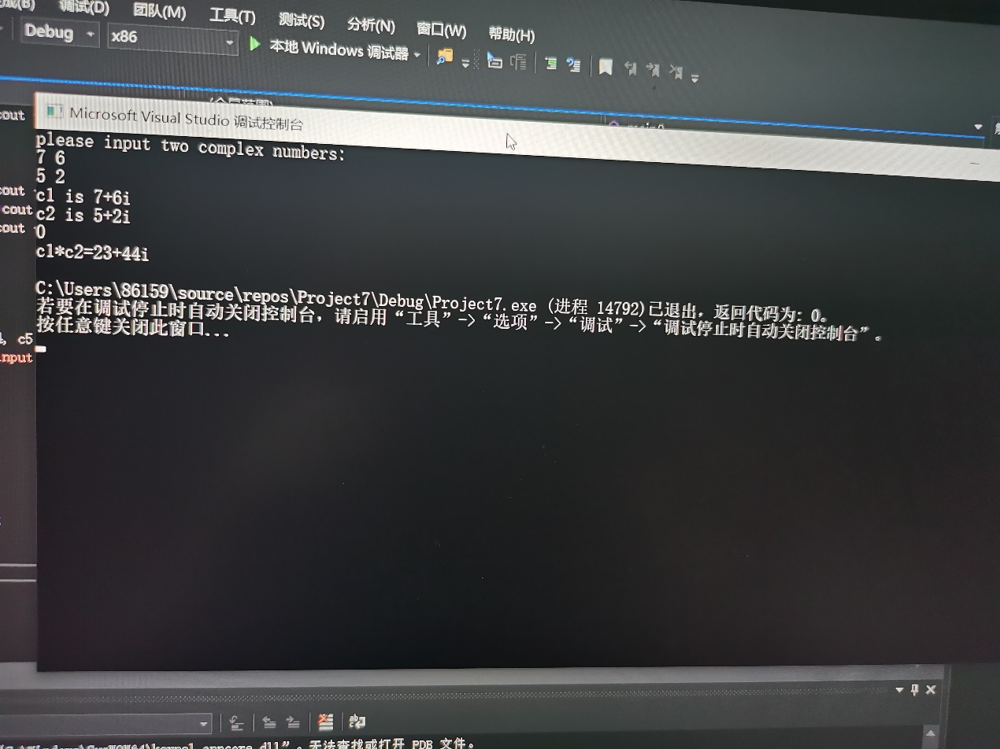 调试(D) 团队(M) 工具(T) 测试(S) 分析(N) 窗口(W) 帮助(H)
Debug x86 本地 Windows 调试器
Microsoft Visual Studio 调试控制台
cout
please input two complex numbers:
7 6
5 2
cout
c1 is 7+6i
cout
c2 is 5+2i
cout
0
c1*c2=23+44i
C:\Users\86159\source\repos\Project7\Debug\Project7.exe (进程 14792)已退出，返回代码为: 0。
若要在调试停止时自动关闭控制台，请启用“工具”->“选项”->“调试”->“调试停止时自动关闭控制台”。
按任意键关闭此窗口...
, c5
input
无法查找或打开 PDB 文件。